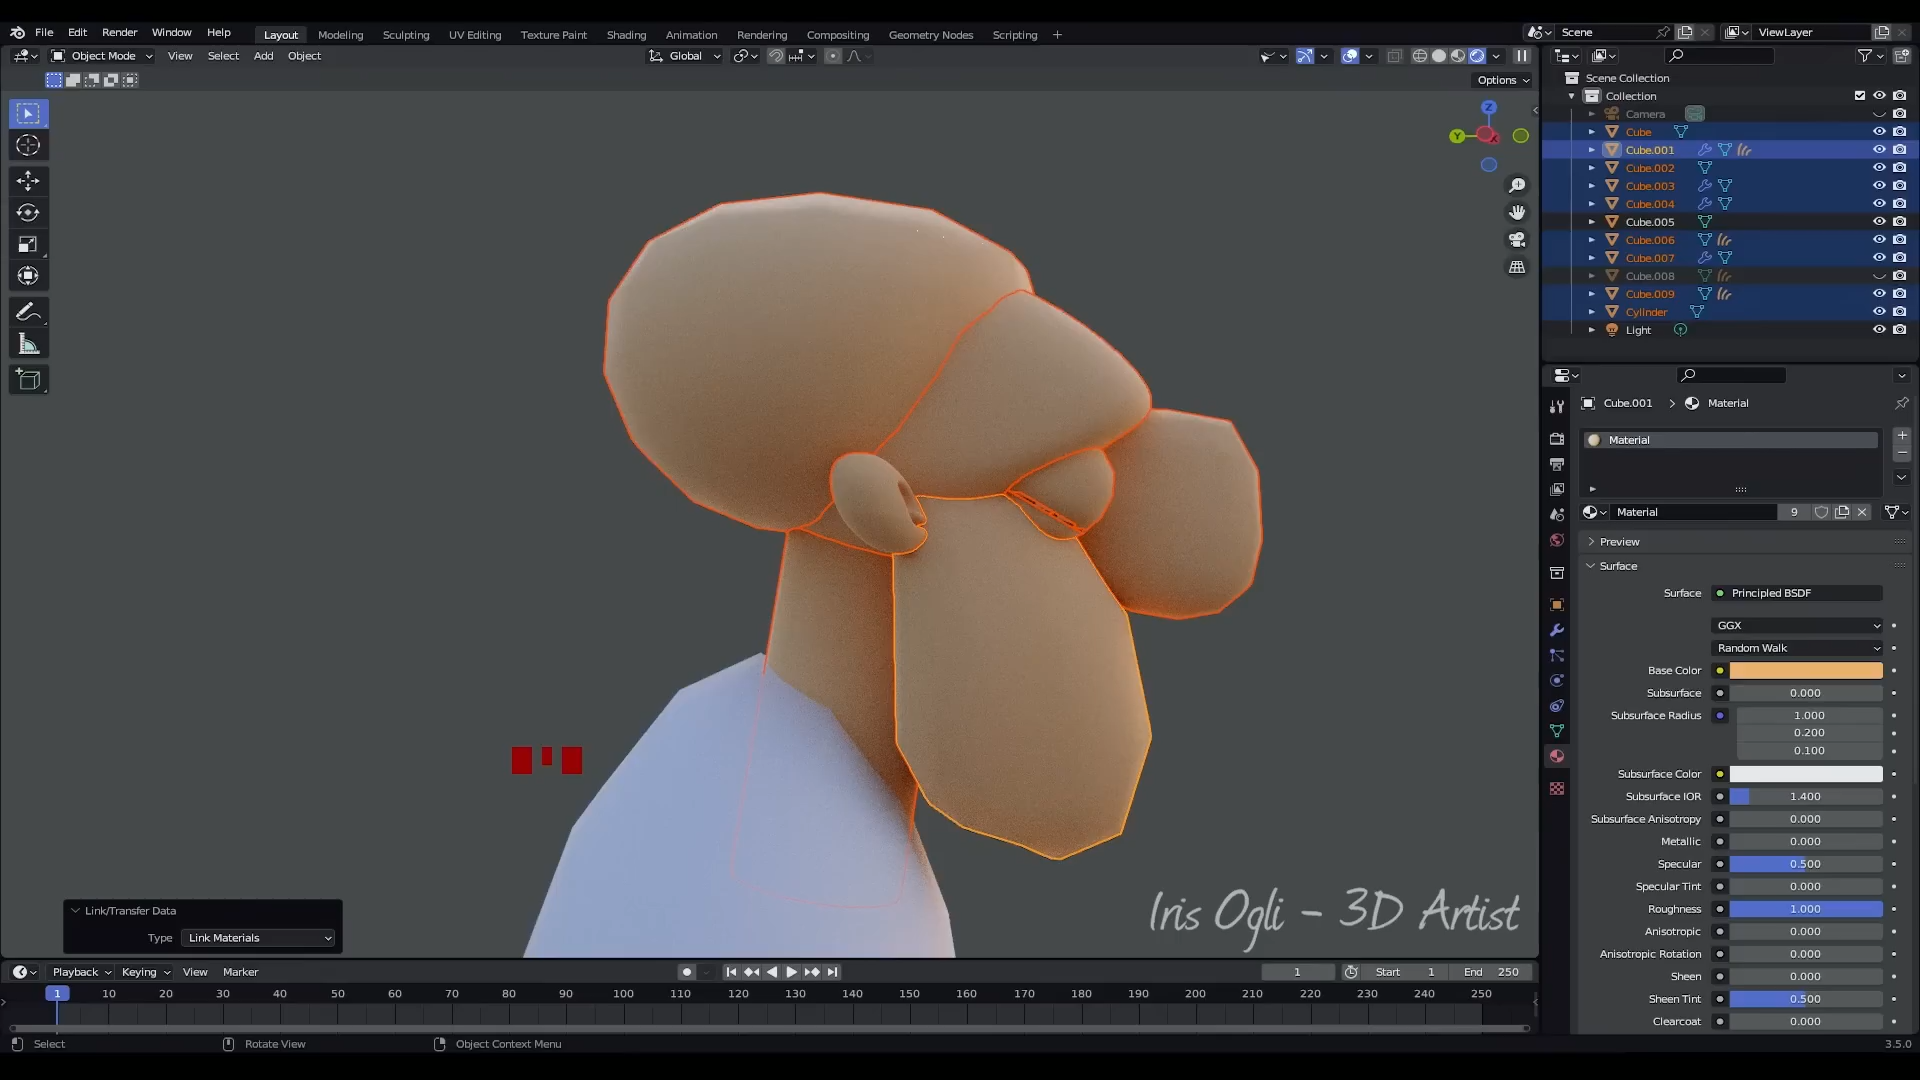 File Edit Render Window Help Layout Modeling Sculpting UV Editing Texture Paint Shading Animation Rendering Compositing Geometry Nodes Scripting + Scene ViewLayer
Object Mode View Select Add Object Global
Options
Scene Collection
Collection
Camera
Cube
Cube.001
Cube.002
Cube.003
Cube.004
Cube.005
Cube.006
Cube.007
Cube.008
Cube.009
Cylinder
Light
Z
Y
X
Cube.001 > Material
Material
Material 9
Preview
Surface
Surface Principled BSDF
GGX
Random Walk
Base Color
Subsurface 0.000
Subsurface Radius 1.000
0.200
0.100
Subsurface Color
Subsurface IOR 1.400
Subsurface Anisotropy 0.000
Metallic 0.000
Specular 0.500
Specular Tint 0.000
Roughness 1.000
Anisotropic 0.000
Anisotropic Rotation 0.000
Sheen 0.000
Sheen Tint 0.500
Clearcoat 0.000
Iris Ogli - 3D Artist
Link/Transfer Data
Type Link Materials
Playback Keying View Marker 1 Start 1 End 250
1 10 20 30 40 50 60 70 80 90 100 110 120 130 140 150 160 170 180 190 200 210 220 230 240 250
Select Rotate View Object Context Menu 3.5.0